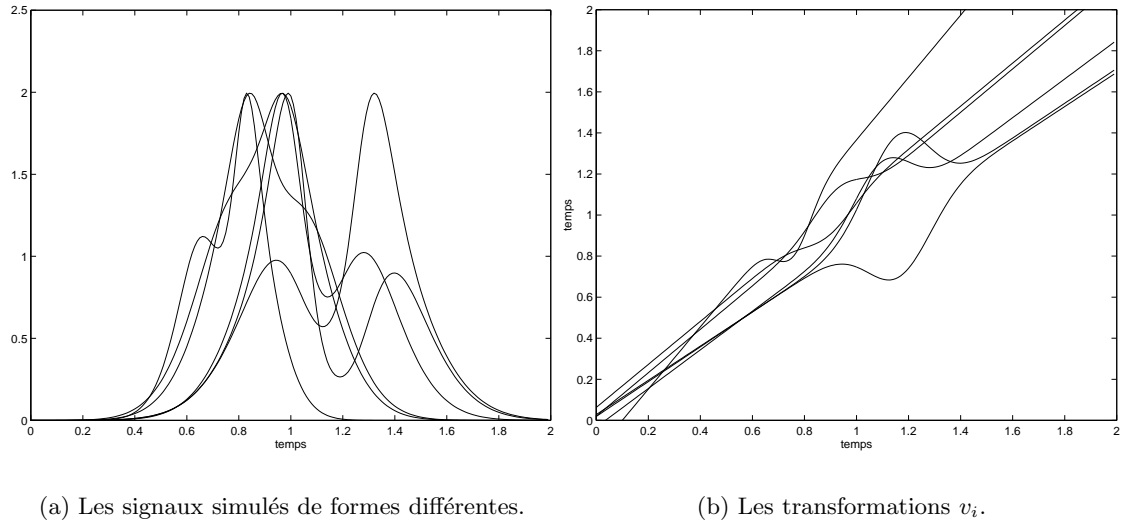 2.5
2
1.5
1
0.5
0
0 0.2 0.4 0.6 0.8 1 1.2 1.4 1.6 1.8 2
temps
2
1.8
1.6
1.4
1.2
1
0.8
0.6
0.4
0.2
0
temps
0 0.2 0.4 0.6 0.8 1 1.2 1.4 1.6 1.8 2
temps
(a) Les signaux simulés de formes différentes.
(b) Les transformations v_i.